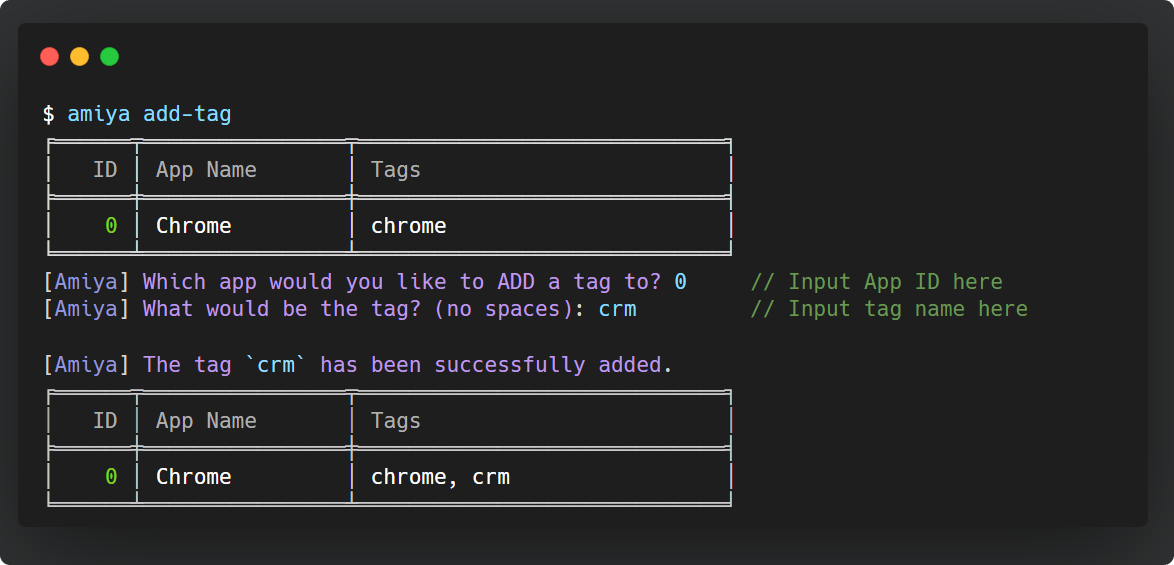 $ amiya add-tag
ID App Name Tags
0 Chrome chrome
[Amiya] Which app would you like to ADD a tag to? 0 // Input App ID here
[Amiya] What would be the tag? (no spaces): crm // Input tag name here
[Amiya] The tag `crm` has been successfully added.
ID App Name Tags
0 Chrome chrome, crm